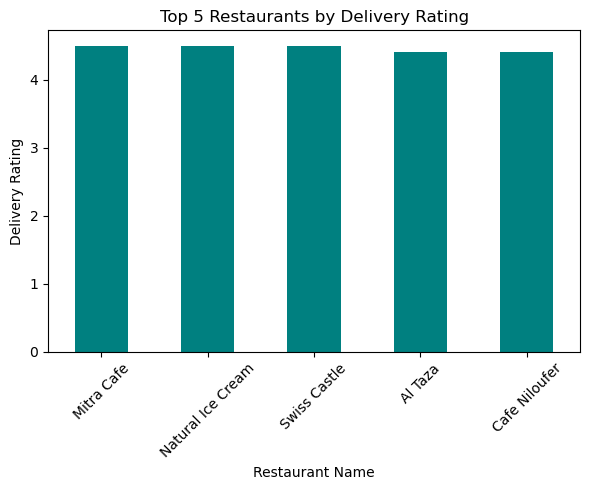 Top 5 Restaurants by Delivery Rating
4
3
2
1
0
Delivery Rating
Mitra Cafe
Natural Ice Cream
Swiss Castle
Al Taza
Cafe Niloufer
Restaurant Name